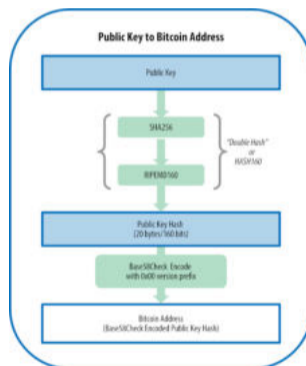 Public Key to Bitcoin Address
Public Key
SHA256
"Double Hash"
or
HASH160
RIPEMD160
Public Key Hash
(20 bytes/160 bits)
Base58Check Encode
with 0x00 version prefix
Bitcoin Address
(Base58Check Encoded Public Key Hash)